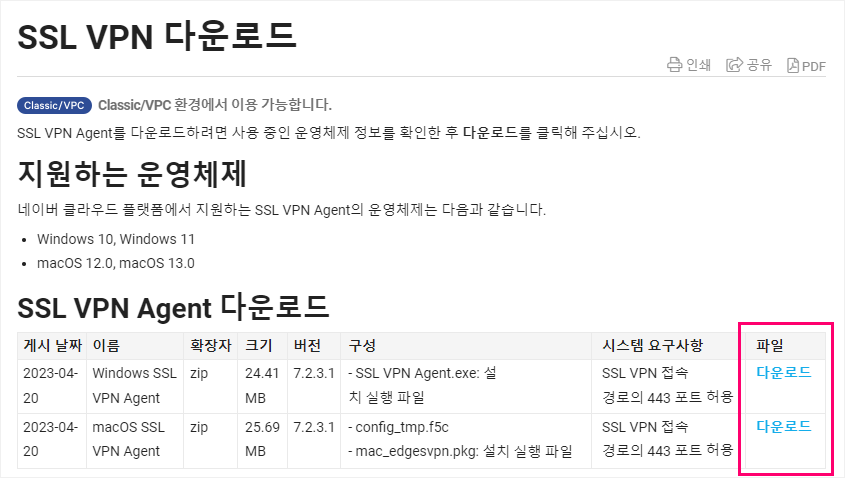 SSL VPN 다운로드
인쇄 공유 PDF
Classic/VPC Classic/VPC 환경에서 이용 가능합니다.
SSL VPN Agent를 다운로드하려면 사용 중인 운영체제 정보를 확인한 후 다운로드를 클릭해 주십시오.
지원하는 운영체제
네이버 클라우드 플랫폼에서 지원하는 SSL VPN Agent의 운영체제는 다음과 같습니다.
• Windows 10, Windows 11
• macOS 12.0, macOS 13.0
SSL VPN Agent 다운로드
게시 날짜 이름 확장자 크기 버전 구성 시스템 요구사항 파일
2023-04- Windows SSL zip 24.41 7.2.3.1 - SSL VPN Agent.exe: 설 SSL VPN 접속 다운로드
20 VPN Agent MB 치 실행 파일 경로의 443 포트 허용
2023-04- macOS SSL zip 25.69 7.2.3.1 - config_tmp.f5c SSL VPN 접속 다운로드
20 VPN Agent MB - mac_edgesvpn.pkg: 설치 실행 파일 경로의 443 포트 허용